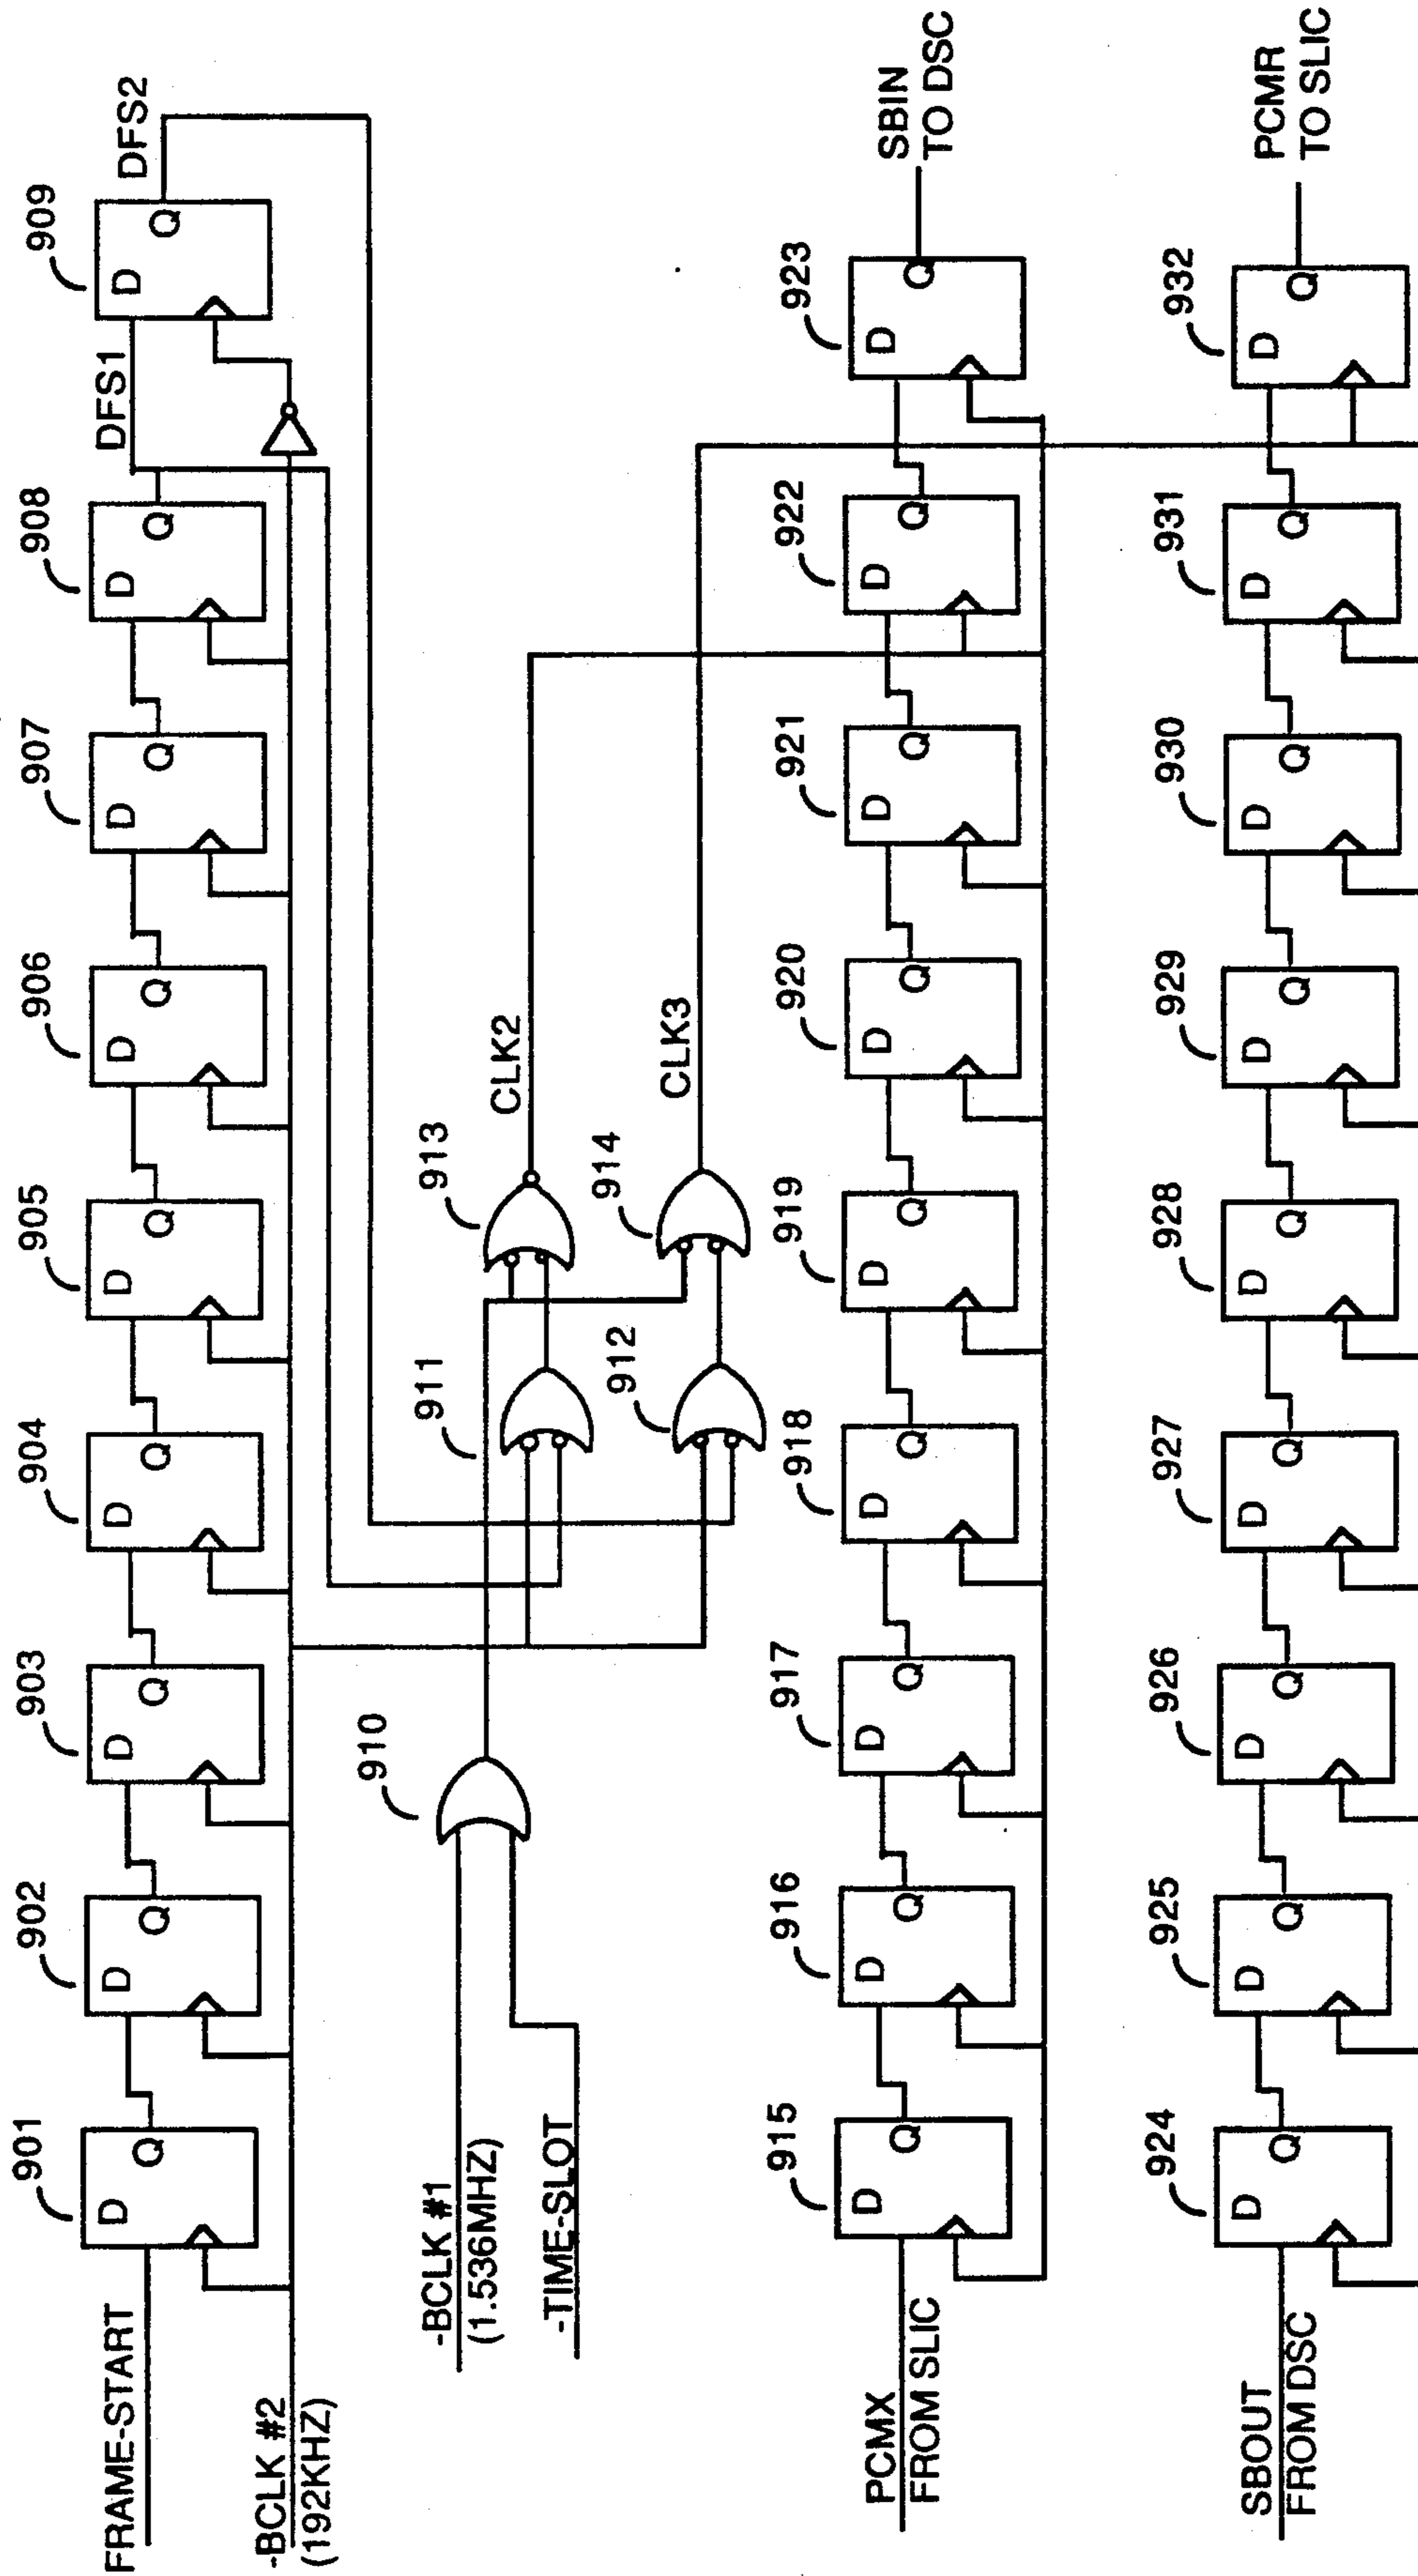 901 902 903 904 905 906 907 908 909
FRAME-START
D Q D Q D Q D Q D Q D Q D Q D Q D Q
DFS1
DFS2
-BCLK #2
(192KHZ)
910
911
912
913
914
-BCLK #1
(1.536MHZ)
-TIME-SLOT
CLK2
CLK3
915 916 917 918 919 920 921 922 923
PCMX
FROM SLIC
D Q D Q D Q D Q D Q D Q D Q D Q D Q
SBIN
TO DSC
924 925 926 927 928 929 930 931 932
SBOUT
FROM DSC
D Q D Q D Q D Q D Q D Q D Q D Q D Q
PCMR
TO SLIC